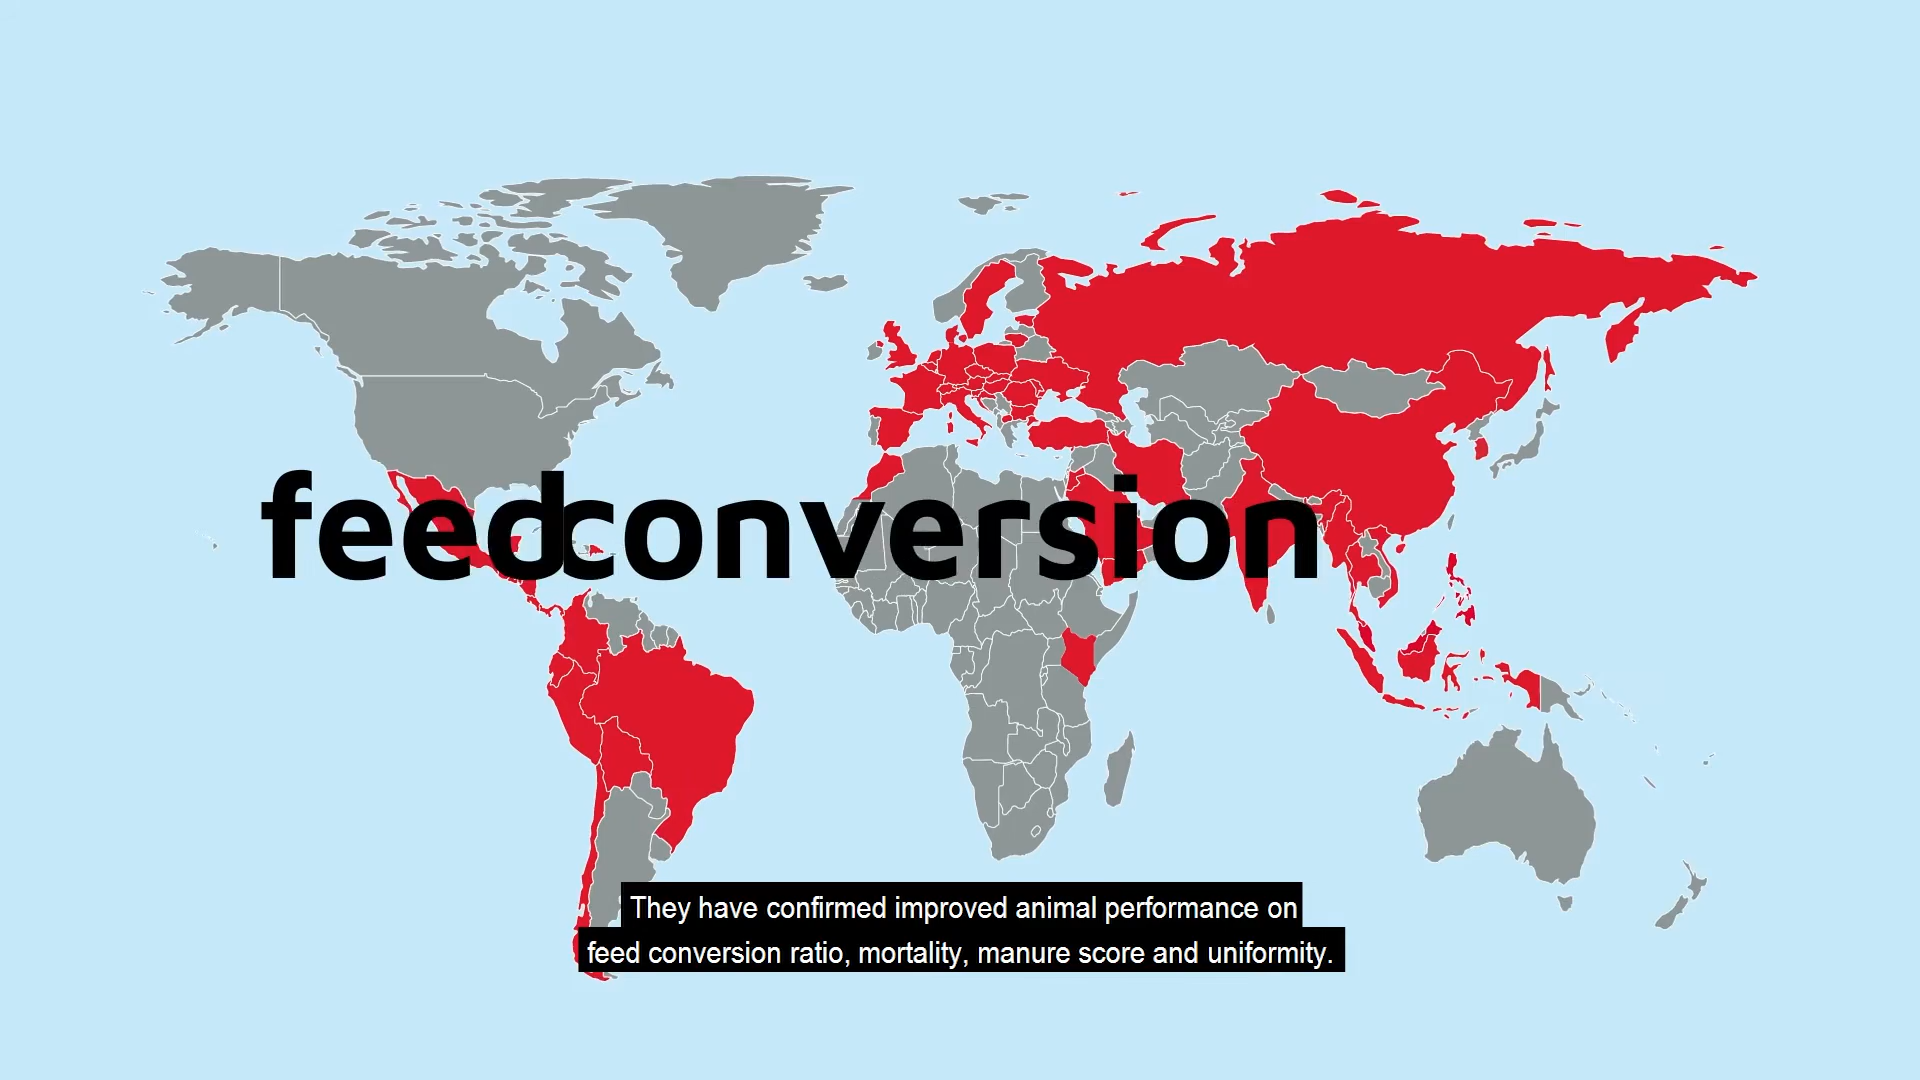 feedconversion
They have confirmed improved animal performance on
feed conversion ratio, mortality, manure score and uniformity.